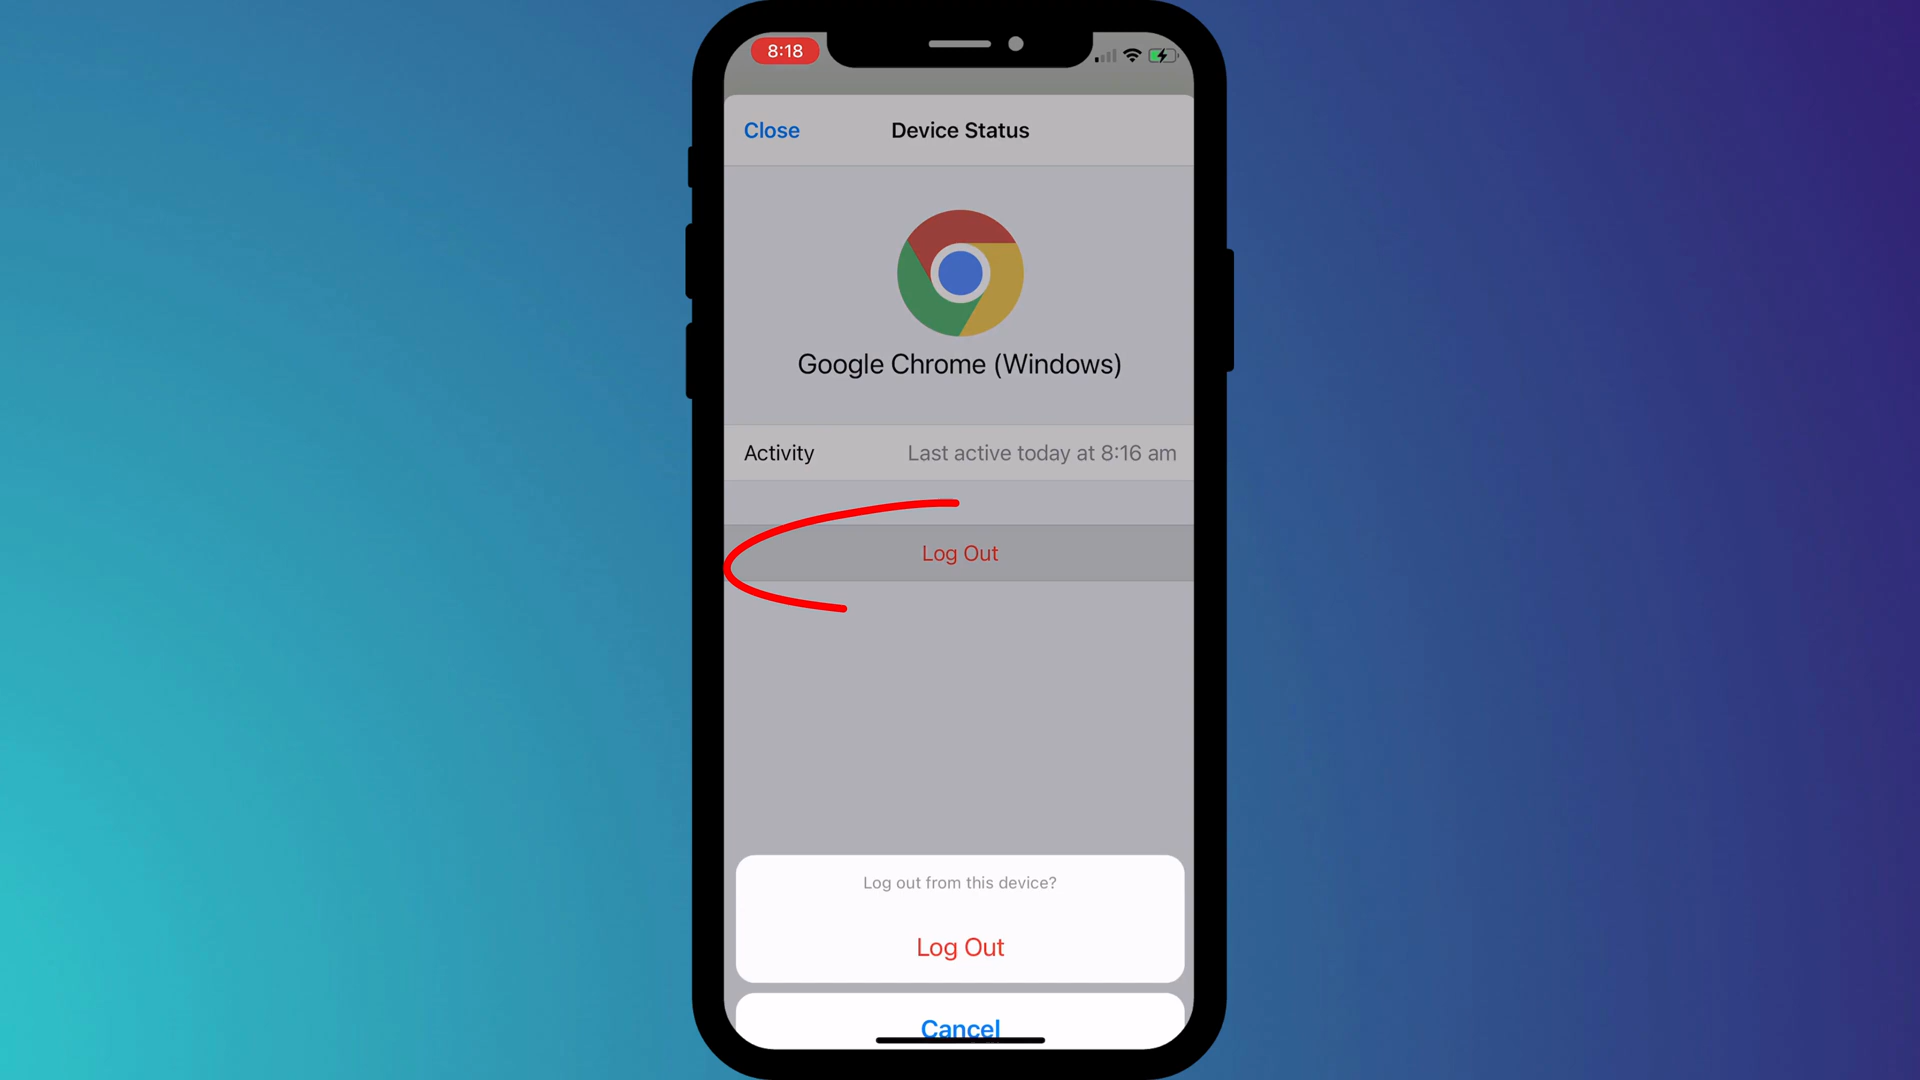 8:18
Close Device Status
Google Chrome (Windows)
Activity Last active today at 8:16 am
Log Out
Log out from this device?
Log Out
Cancel